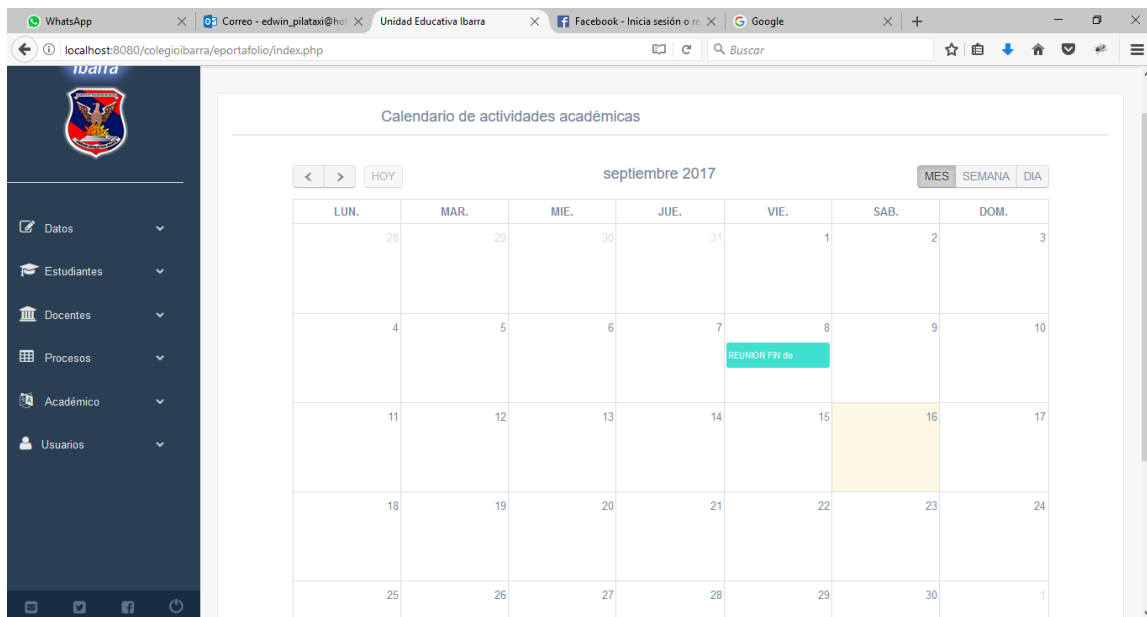 WhatsApp
Correo - edwin_pilataxi@hot
Unidad Educativa Ibarra
Facebook - Inicia sesión o re
Google
localhost:8080/colegioibarra/eportafolio/index.php
Buscar
Ibarra
Datos
Estudiantes
Docentes
Procesos
Académico
Usuarios
Calendario de actividades académicas
HOY
septiembre 2017
MES SEMANA DIA
LUN. MAR. MIE. JUE. VIE. SAB. DOM.
28 29 30 31 1 2 3
4 5 6 7 8 9 10
REUNION FIN de
11 12 13 14 15 16 17
18 19 20 21 22 23 24
25 26 27 28 29 30 1